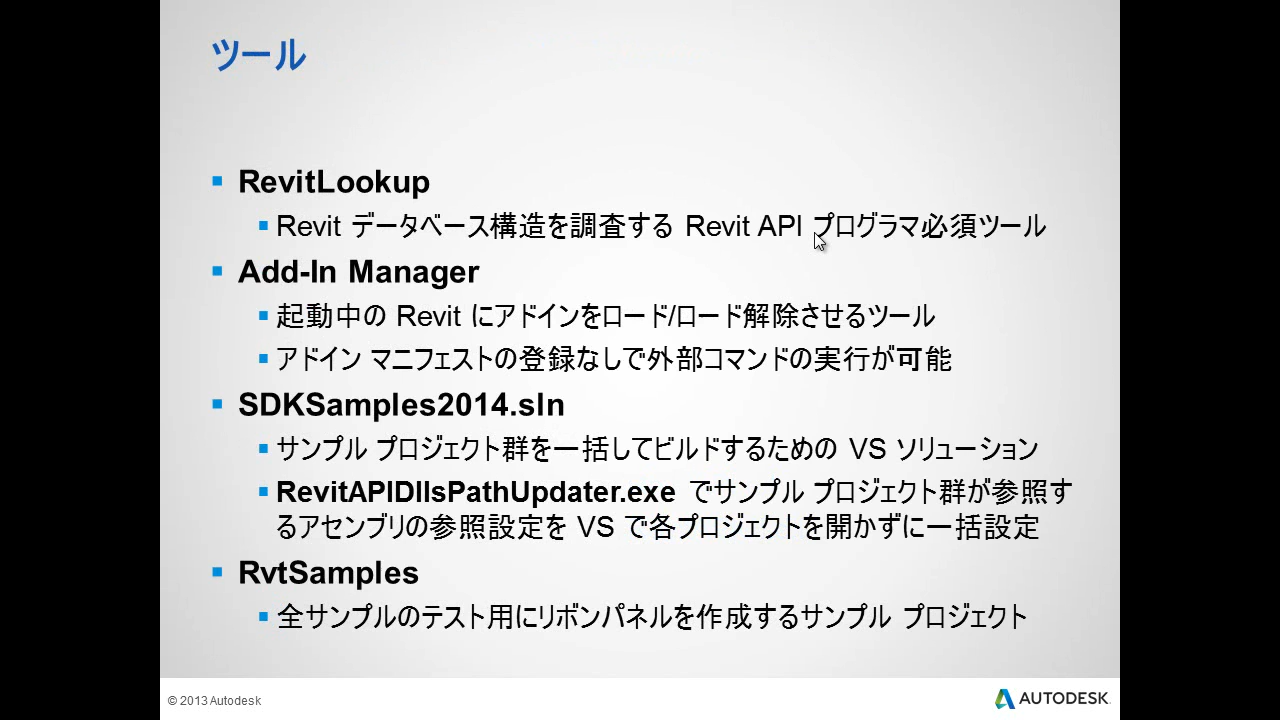 ツール
RevitLookup
Revit データベース構造を調査する Revit API プログラマ必須ツール
Add-In Manager
起動中の Revit にアドインをロード/ロード解除させるツール
アドイン マニフェストの登録なしで外部コマンドの実行が可能
SDKSamples2014.sln
サンプル プロジェクト群を一括してビルドするための VS ソリューション
RevitAPIDllsPathUpdater.exe でサンプル プロジェクト群が参照す
るアセンブリの参照設定を VS で各プロジェクトを開かずに一括設定
RvtSamples
全サンプルのテスト用にリボンパネルを作成するサンプル プロジェクト
© 2013 Autodesk
AUTODESK